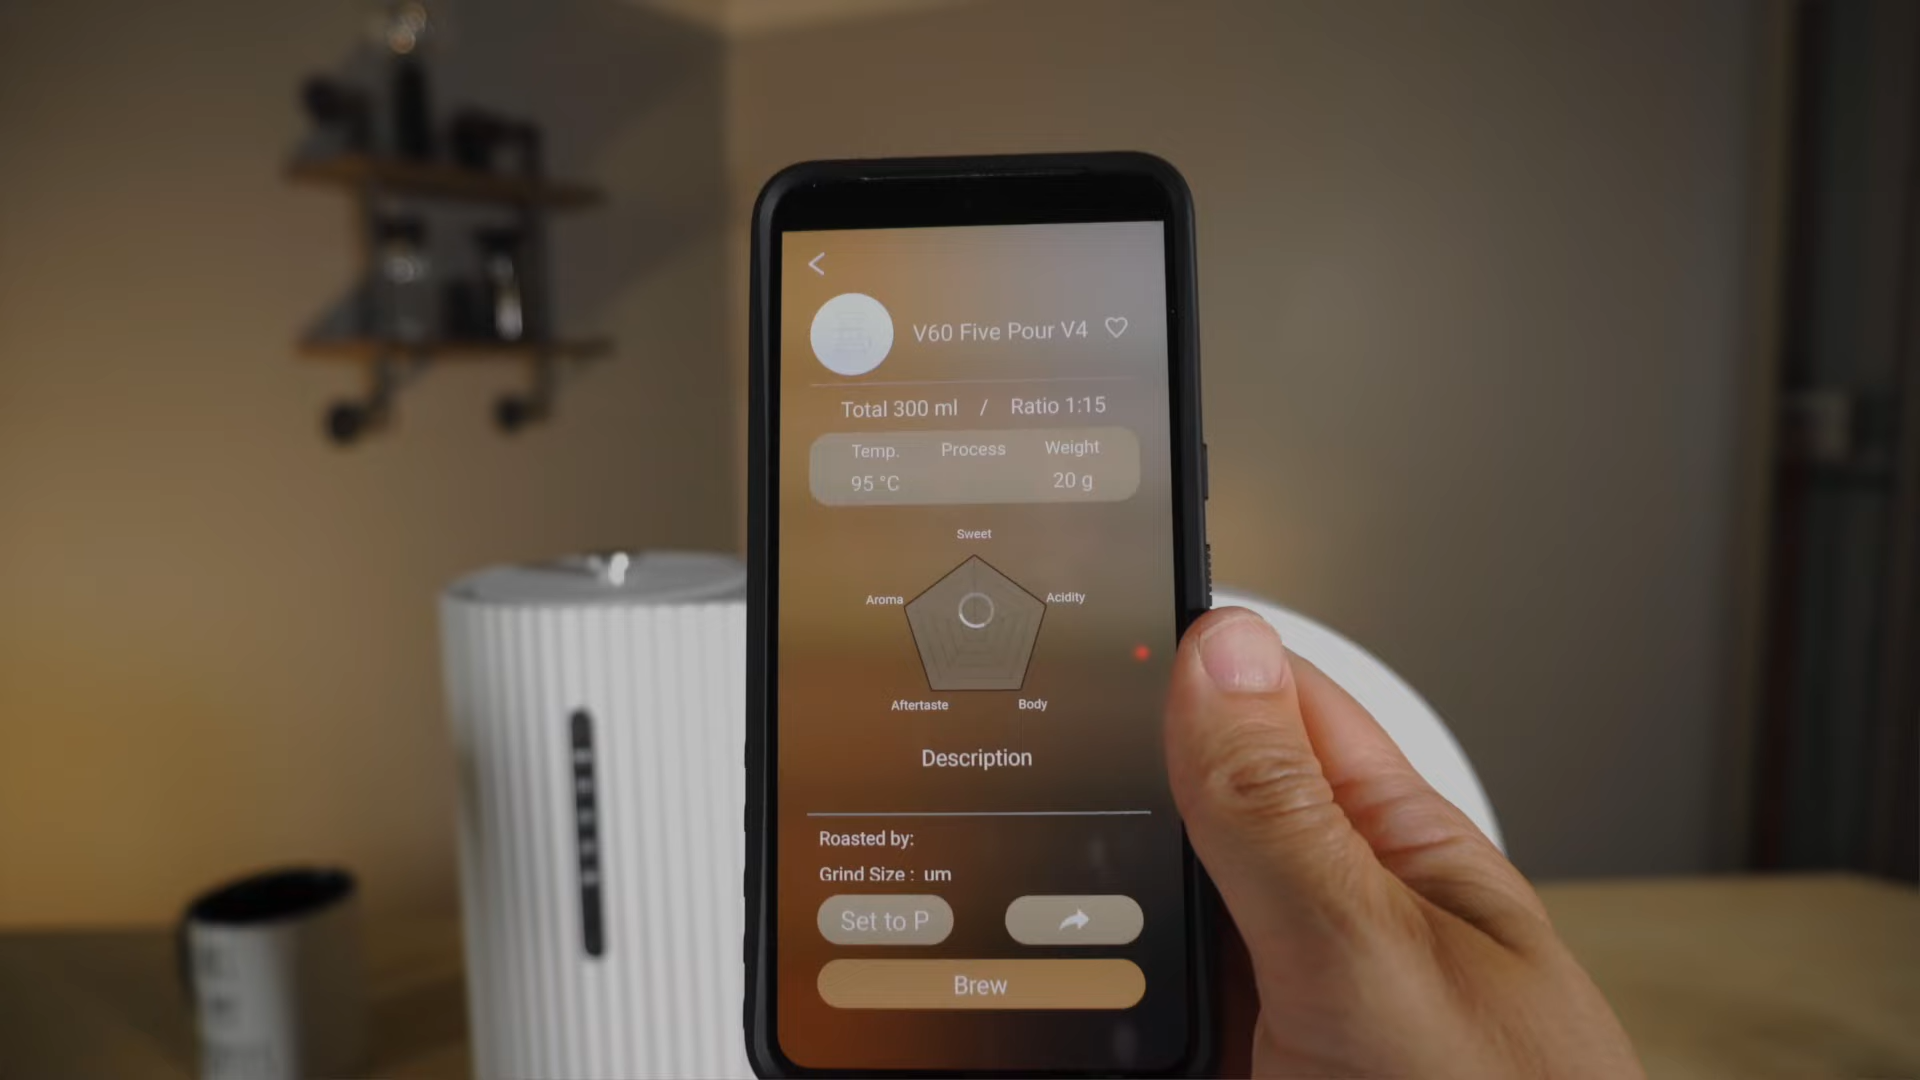 V60 Five Pour V4
Total 300 ml / Ratio 1:15
Temp. Process Weight
95 °C 20 g
Sweet
Aroma Acidity
Aftertaste Body
Description
Roasted by:
Grind Size : um
Set to P
Brew